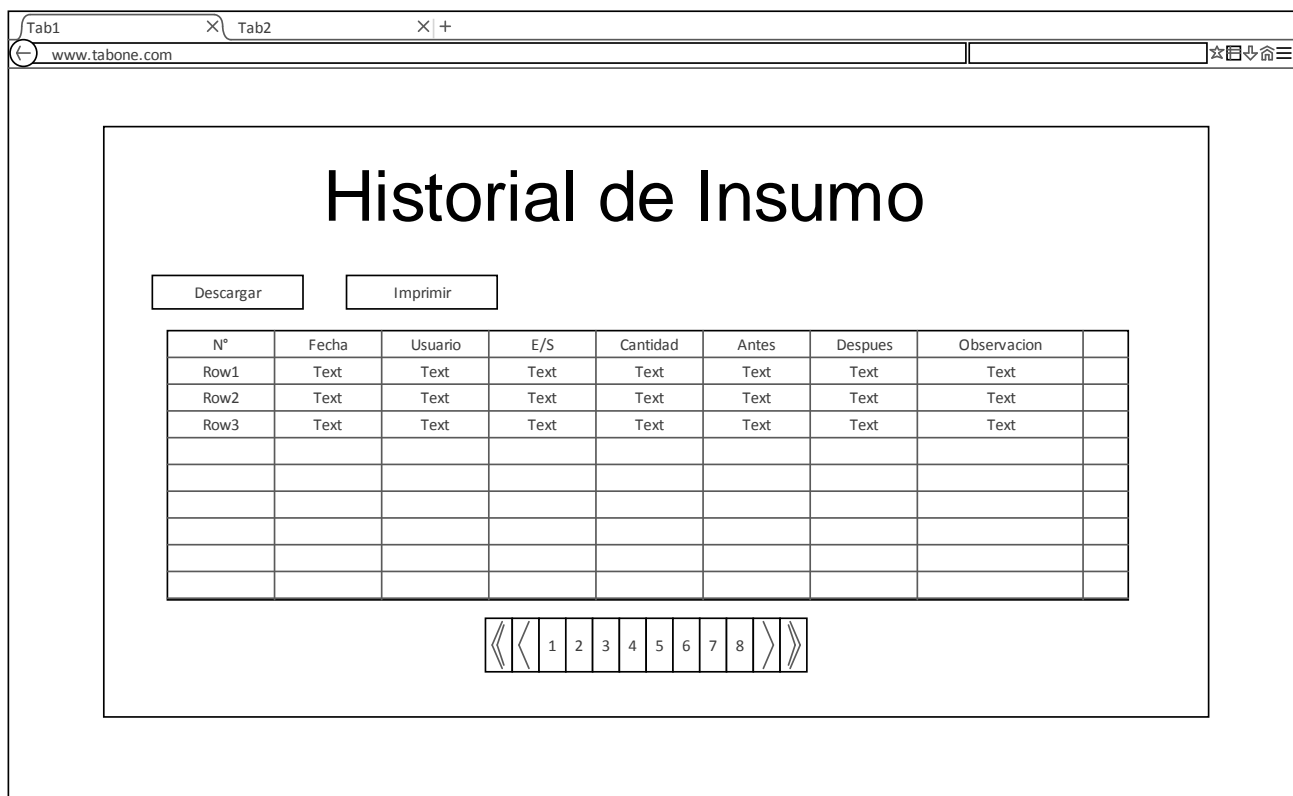 Tab1 Tab2
www.tabone.com
Historial de Insumo
Descargar Imprimir
N° Fecha Usuario E/S Cantidad Antes Despues Observacion
Row1 Text Text Text Text Text Text Text
Row2 Text Text Text Text Text Text Text
Row3 Text Text Text Text Text Text Text
1 2 3 4 5 6 7 8